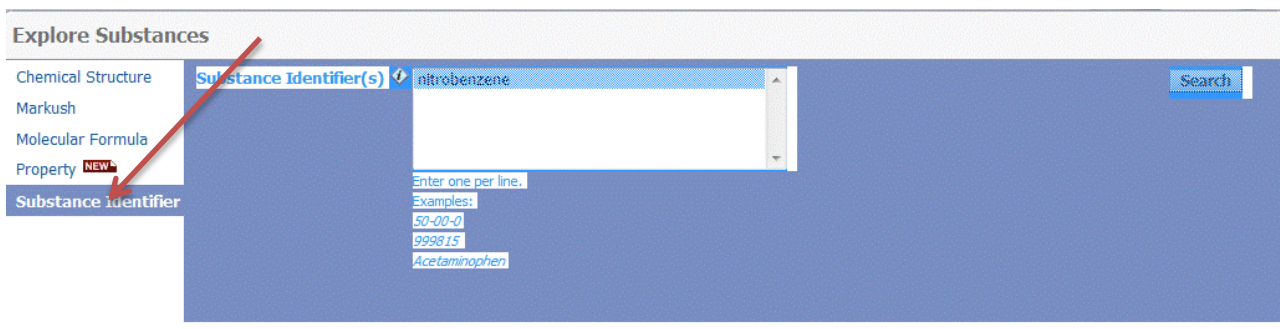 Explore Substances
Chemical Structure
Markush
Molecular Formula
Property NEW
Substance Identifier
Substance Identifier(s) i nitrobenzene
Search
Enter one per line.
Examples:
50-00-0
999815
Acetaminophen